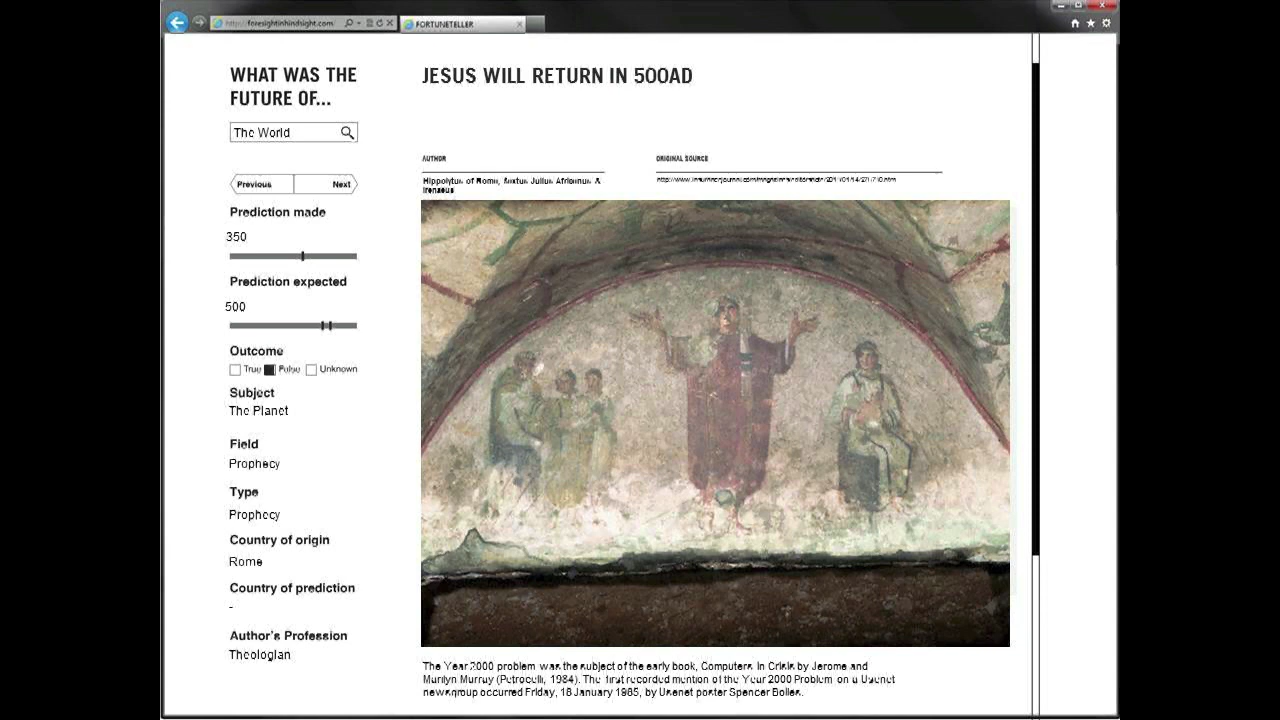 http://foresightinhindsight.com
FORTUNETELLER
WHAT WAS THE
FUTURE OF...
The World
Previous
Next
Prediction made
350
Prediction expected
500
Outcome
True False Unknown
Subject
The Planet
Field
Prophecy
Type
Prophecy
Country of origin
Rome
Country of prediction
-
Author's Profession
Theologian
JESUS WILL RETURN IN 500AD
AUTHOR
Hippolytus of Rome, Sextus Julius Africanus &
Irenaeus
ORIGINAL SOURCE
The Year 2000 problem was the subject of the early book, Computers in Crisis by Jerome and
Marilyn Murray (Petrocelli, 1984). The first recorded mention of the Year 2000 Problem on a Usenet
newsgroup occurred Friday, 18 January 1985, by Usenet poster Spencer Bolles.